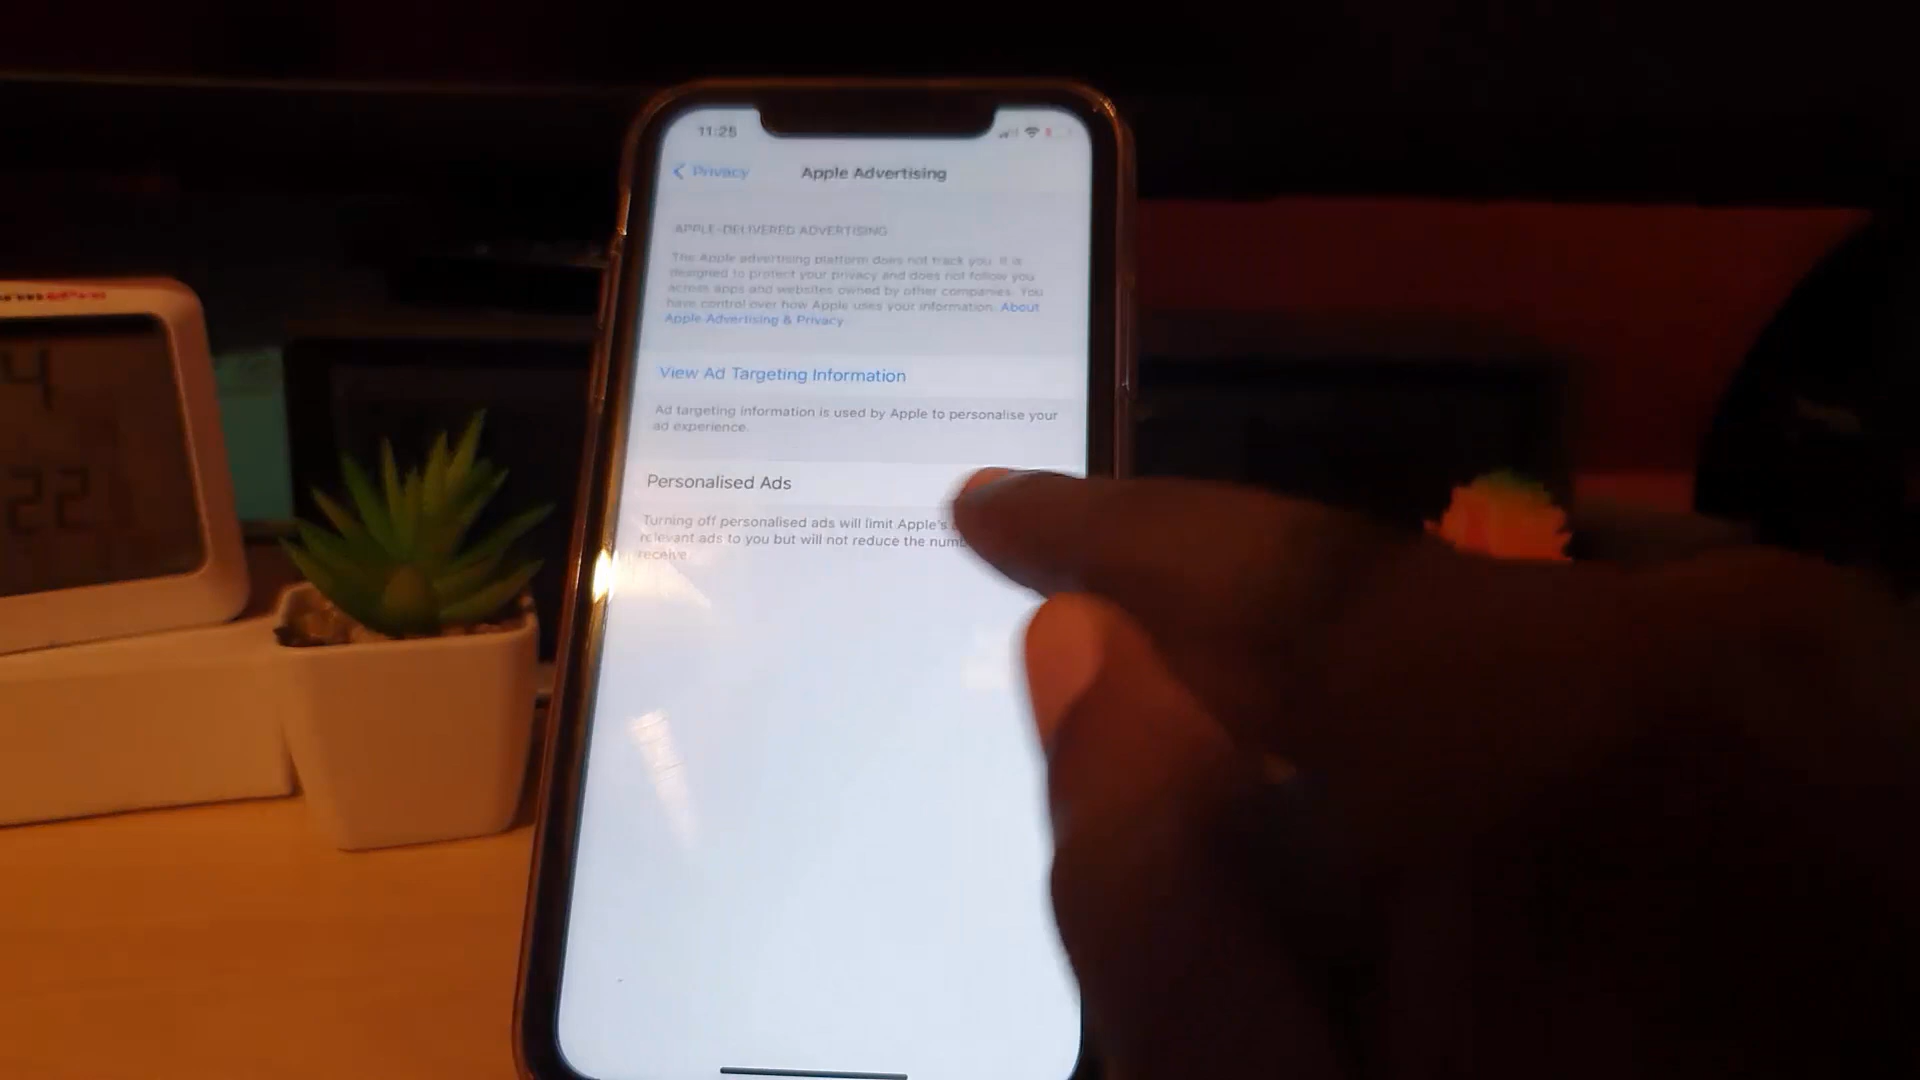 11:25
Privacy
Apple Advertising
APPLE-DELIVERED ADVERTISING
The Apple advertising platform does not track you. It is
designed to protect your privacy and does not follow you
across apps and websites owned by other companies. You
have control over how Apple uses your information. About
Apple Advertising & Privacy
View Ad Targeting Information
Ad targeting information is used by Apple to personalise your
ad experience.
Personalised Ads
Turning off personalised ads will limit Apple's
relevant ads to you but will not reduce the
receive.
4
22